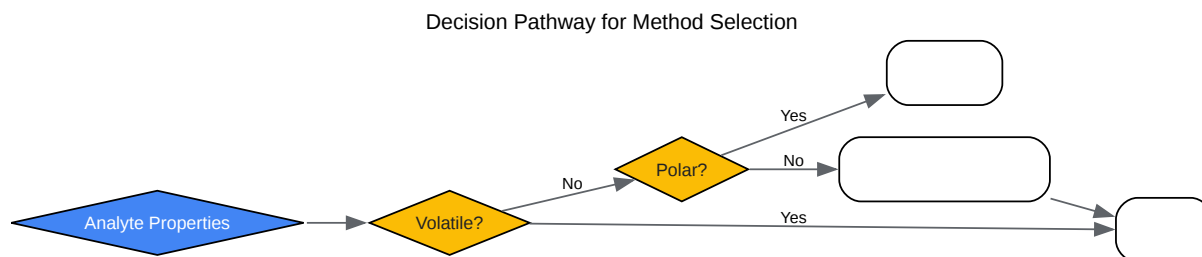 Decision Pathway for Method Selection
Yes
Polar?
No
No
Analyte Properties
Volatile?
Yes